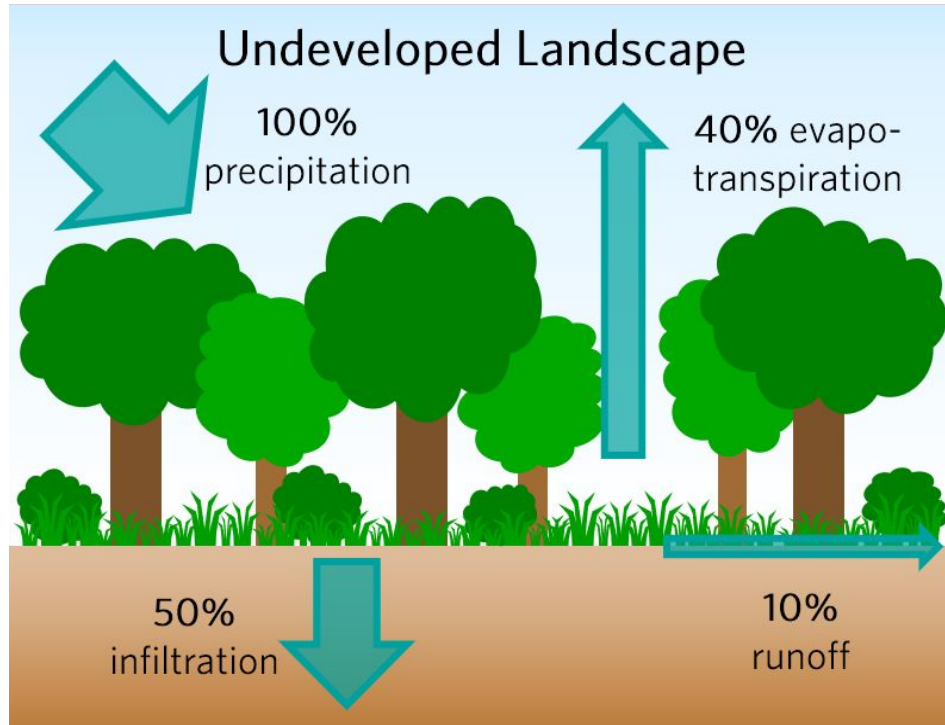 Undeveloped Landscape
100%
precipitation
40% evapo-
transpiration
50%
infiltration
10%
runoff